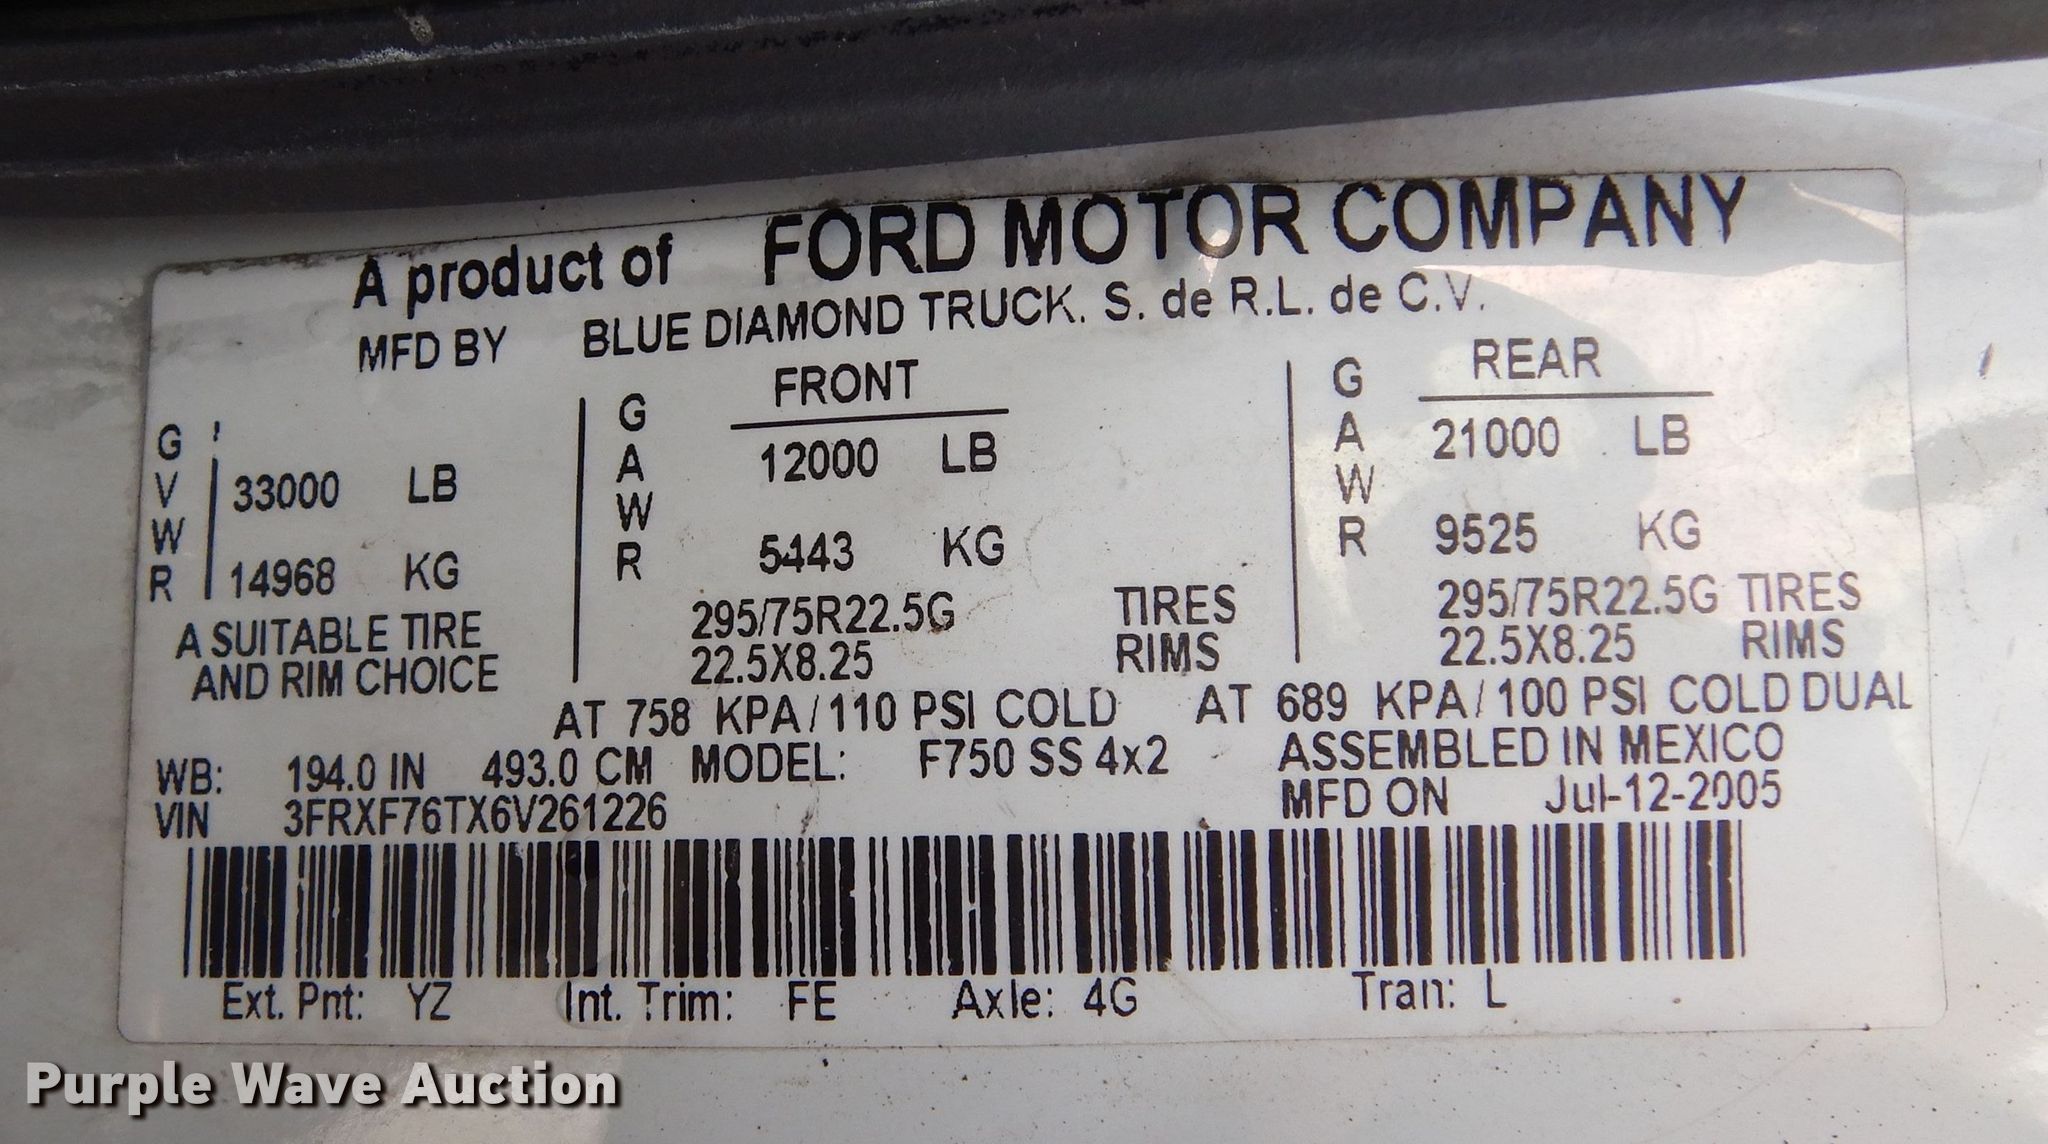 A product of FORD MOTOR COMPANY
MFD BY BLUE DIAMOND TRUCK. S. de R.L. de C.V.
GVWR 33000 LB
14968 KG
A SUITABLE TIRE
AND RIM CHOICE
GAWR FRONT
12000 LB
5443 KG
295/75R22.5G TIRES
22.5X8.25 RIMS
AT 758 KPA/110 PSI COLD
GAWR REAR
21000 LB
9525 KG
295/75R22.5G TIRES
22.5X8.25 RIMS
AT 689 KPA/100 PSI COLD DUAL
WB: 194.0 IN 493.0 CM MODEL: F750 SS 4x2 ASSEMBLED IN MEXICO
VIN 3FRXF76TX6V261226 MFD ON Jul-12-2005
Ext. Pnt: YZ Int. Trim: FE Axle: 4G Tran: L
Purple Wave Auction